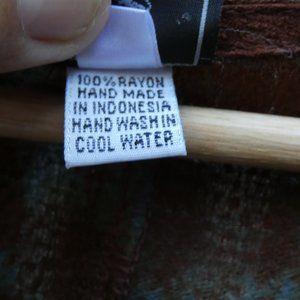 100% RAYON
HAND MADE
IN INDONESIA
HAND WASH IN
COOL WATER